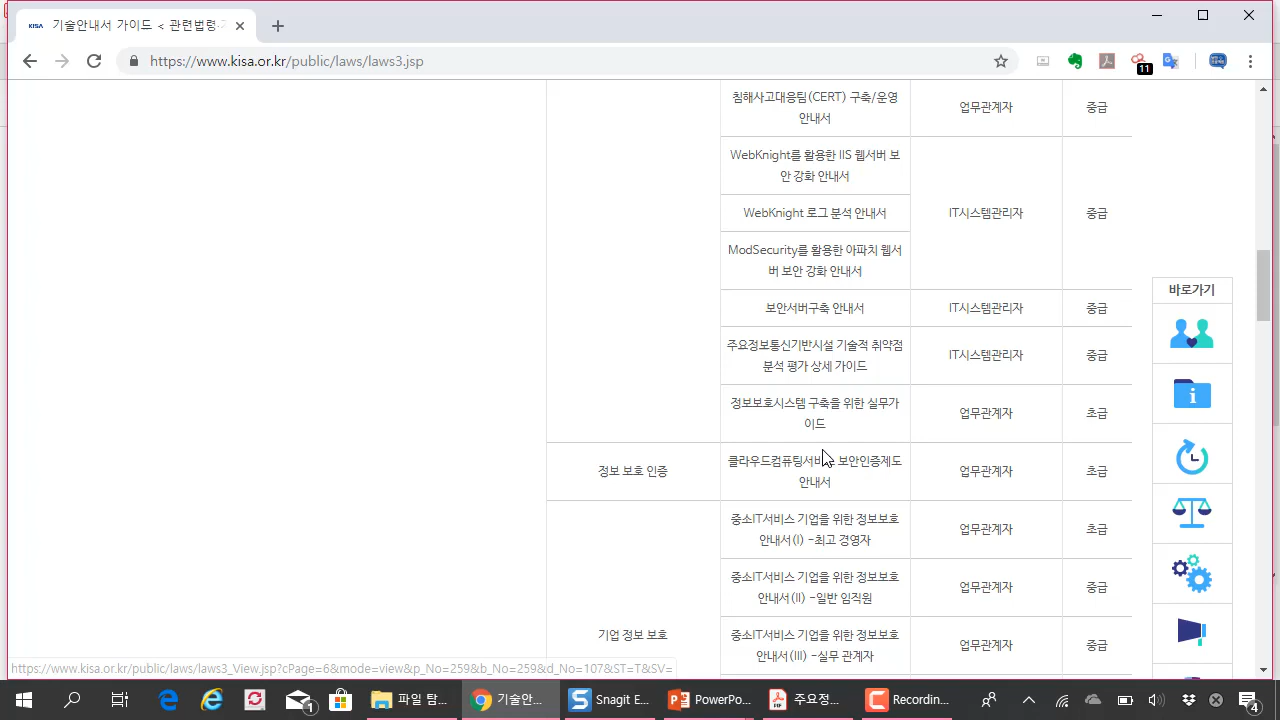 KISA 기술안내서 가이드 < 관련법령·기
https://www.kisa.or.kr/public/laws/laws3.jsp
11
침해사고대응팀(CERT) 구축/운영
안내서
업무관계자
중급
WebKnight를 활용한 IIS 웹서버 보
안 강화 안내서
WebKnight 로그 분석 안내서
IT시스템관리자
중급
ModSecurity를 활용한 아파치 웹서
버 보안 강화 안내서
보안서버구축 안내서
IT시스템관리자
중급
주요정보통신기반시설 기술적 취약점
분석 평가 상세 가이드
IT시스템관리자
중급
정보보호시스템 구축을 위한 실무가
이드
업무관계자
초급
정보 보호 인증
클라우드컴퓨팅서비스 보안인증제도
안내서
업무관계자
초급
중소IT서비스 기업을 위한 정보보호
안내서(I) -최고 경영자
업무관계자
초급
중소IT서비스 기업을 위한 정보보호
안내서(II) -일반 임직원
업무관계자
중급
기업 정보 보호
중소IT서비스 기업을 위한 정보보호
안내서(III) -실무 관계자
업무관계자
중급
바로가기
i
https://www.kisa.or.kr/public/laws/laws3_View.jsp?cPage=6&mode=view&p_No=259&b_No=259&d_No=107&ST=T&SV=
1
파일 탐...
기술안...
Snagit E...
PowerPo...
주요정...
Recordin...
4